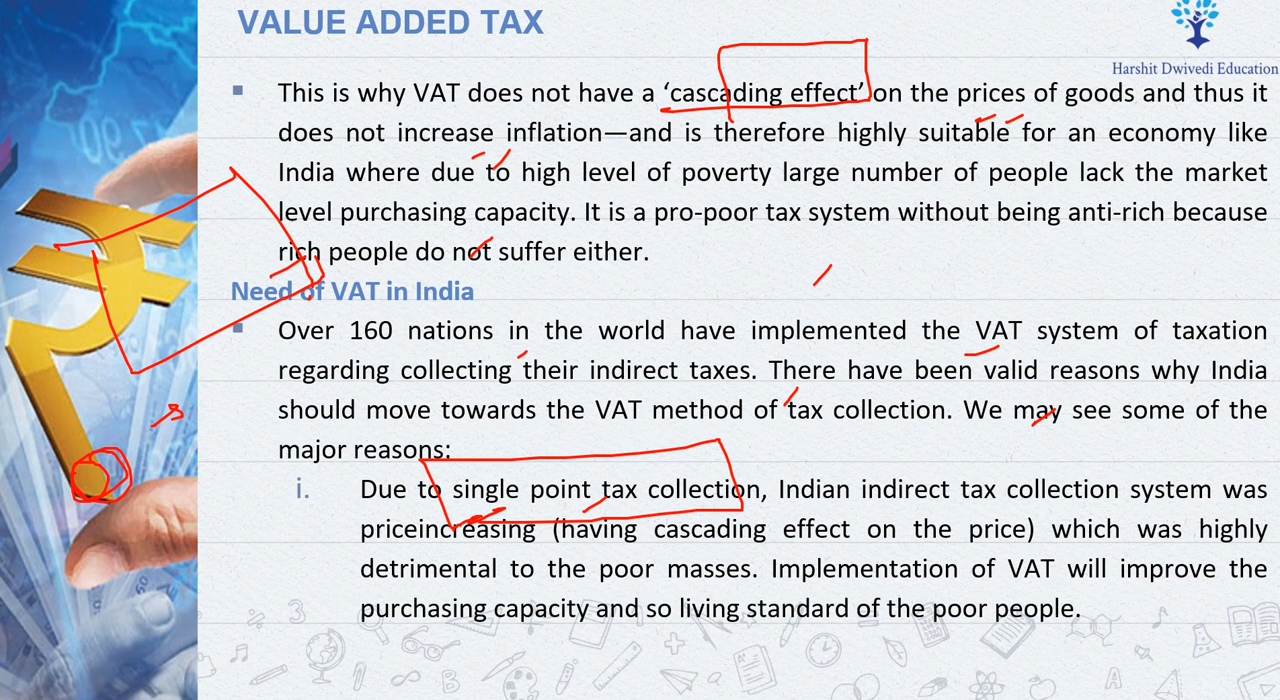 VALUE ADDED TAX
Harshit Dwivedi Education
▪ This is why VAT does not have a ‘cascading effect’ on the prices of goods and thus it
does not increase inflation—and is therefore highly suitable for an economy like
India where due to high level of poverty large number of people lack the market
level purchasing capacity. It is a pro-poor tax system without being anti-rich because
rich people do not suffer either.
Need of VAT in India
▪ Over 160 nations in the world have implemented the VAT system of taxation
regarding collecting their indirect taxes. There have been valid reasons why India
should move towards the VAT method of tax collection. We may see some of the
major reasons:
i. Due to single point tax collection, Indian indirect tax collection system was
priceincreasing (having cascading effect on the price) which was highly
detrimental to the poor masses. Implementation of VAT will improve the
purchasing capacity and so living standard of the poor people.